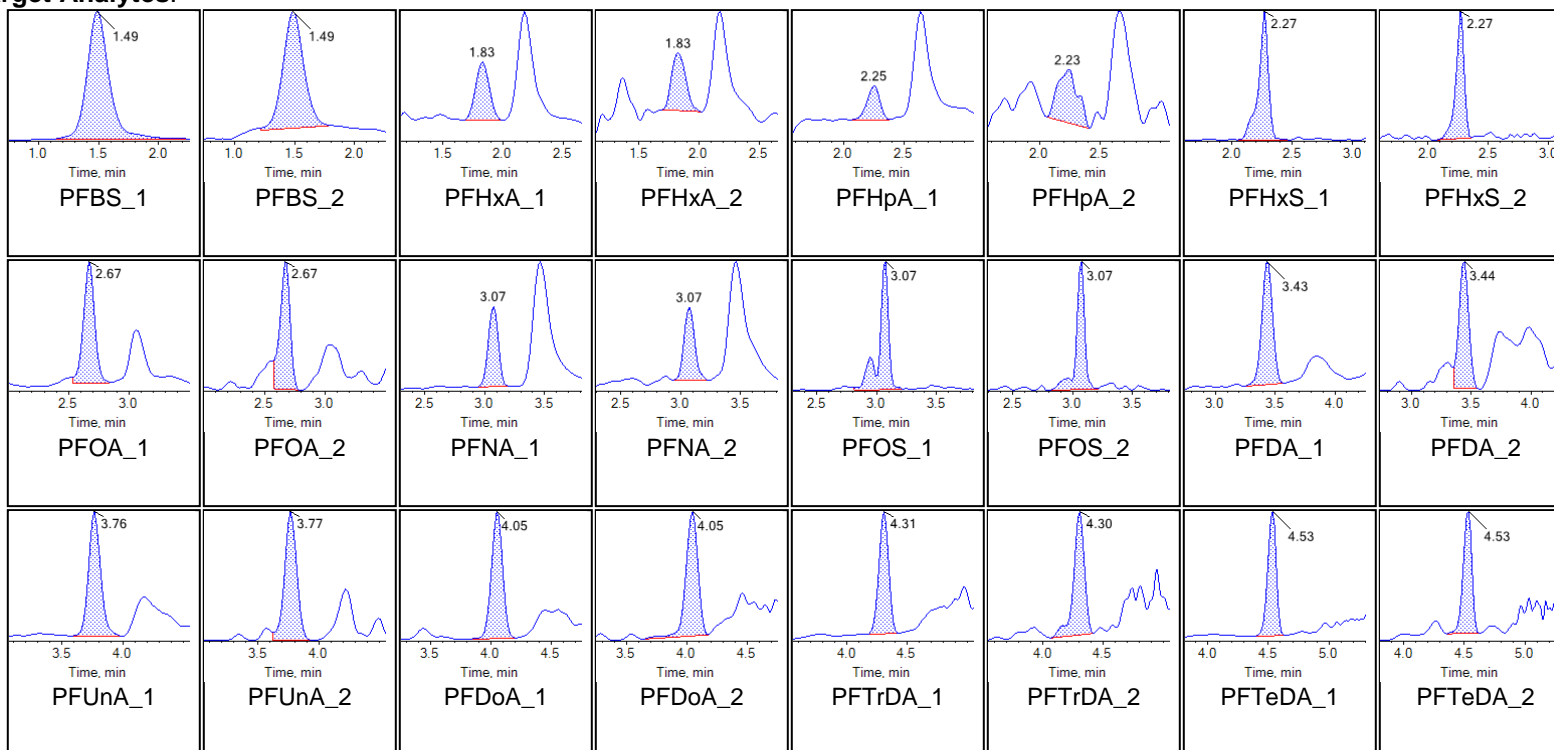 rget Analytes:
1.49 1.49 1.83 1.83 2.25 2.23 2.27 2.27
1.0 1.5 2.0 1.0 1.5 2.0 1.5 2.0 2.5 1.5 2.0 2.5 2.0 2.5 3.0 2.0 2.5 3.0 2.0 2.5 3.0 2.0 2.5 3.0
Time, min Time, min Time, min Time, min Time, min Time, min Time, min Time, min
PFBS_1 PFBS_2 PFHxA_1 PFHxA_2 PFHpA_1 PFHpA_2 PFHxS_1 PFHxS_2
2.67 2.67 3.07 3.07 3.07 3.07 3.43 3.44
2.5 3.0 2.5 3.0 2.5 3.0 3.5 2.5 3.0 3.5 2.5 3.0 3.5 2.5 3.0 3.5 3.0 3.5 4.0 3.0 3.5 4.0
Time, min Time, min Time, min Time, min Time, min Time, min Time, min Time, min
PFOA_1 PFOA_2 PFNA_1 PFNA_2 PFOS_1 PFOS_2 PFDA_1 PFDA_2
3.76 3.77 4.05 4.05 4.31 4.30 4.53 4.53
3.5 4.0 3.5 4.0 3.5 4.0 4.5 3.5 4.0 4.5 4.0 4.5 4.0 4.5 4.0 4.5 5.0 4.0 4.5 5.0
Time, min Time, min Time, min Time, min Time, min Time, min Time, min Time, min
PFUnA_1 PFUnA_2 PFDoA_1 PFDoA_2 PFTrDA_1 PFTrDA_2 PFTeDA_1 PFTeDA_2